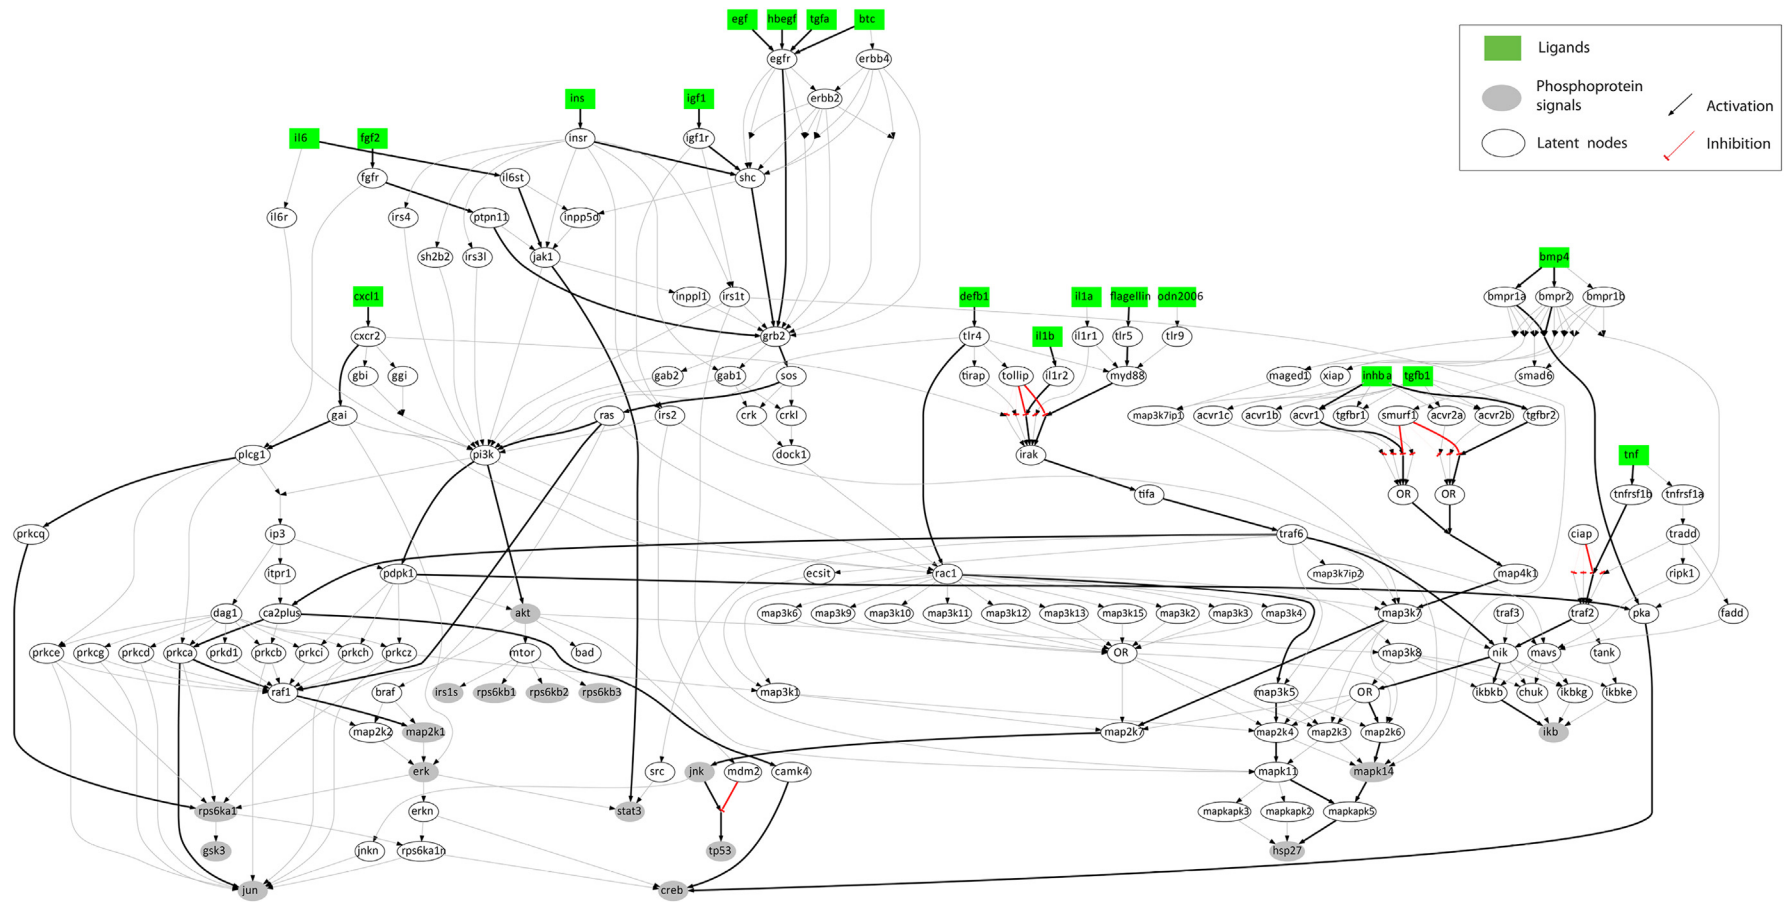 egf hbegf tgfa btc
Ligands
egfr erbb4
Phosphoprotein
signals
Activation
ins igf1 erbb2
il6 fgf2 insr igf1r
Latent nodes
Inhibition
fgfr il6st shc
il6r irs4 ptpn11 inpp5d
sh2b2 irs3l jak1 bmp4
cxcl1 inppl1 irs1t defb1 il1a flagellin odn2006 bmpr1a bmpr2 bmpr1b
cxcr2 grb2 tlr4 il1b il1r1 tlr5 tlr9
gbi ggi gab2 gab1 sos tirap tollip il1r2 myd88 maged1 xiap inhba tgfb1 smad6
gai ras irs2 crk crkl map3k7ip1 acvr1c acvr1b acvr1 tgfbr1 smurf1 acvr2a acvr2b tgfbr2
plcg1 pi3k dock1 irak tnf
tifa OR OR tnfrsf1b tnfrsf1a
prkcq ip3 traf6 ciap tradd
itpr1 pdpk1 ecsit rac1 map3k7ip2 map4k1 ripk1
dag1 ca2plus akt map3k6 map3k9 map3k10 map3k11 map3k12 map3k13 map3k15 map3k2 map3k3 map3k4 map3k7 traf3 traf2 pka fadd
prkce prkcg prkcd prkca prkd1 prkcb prkci prkch prkcz mtor bad OR map3k8 nik mavs tank
raf1 braf irs1s rps6kb1 rps6kb2 rps6kb3 map3k1 map3k5 OR ikbkb chuk ikbkg ikbke
map2k2 map2k1 map2k7 map2k4 map2k3 map2k6 ikb
erk src jnk mdm2 camk4 mapk11 mapk14
rps6ka1 erkn stat3 mapkapk3 mapkapk2 mapkapk5
gsk3 jnkn rps6ka1n tp53 hsp27
jun creb